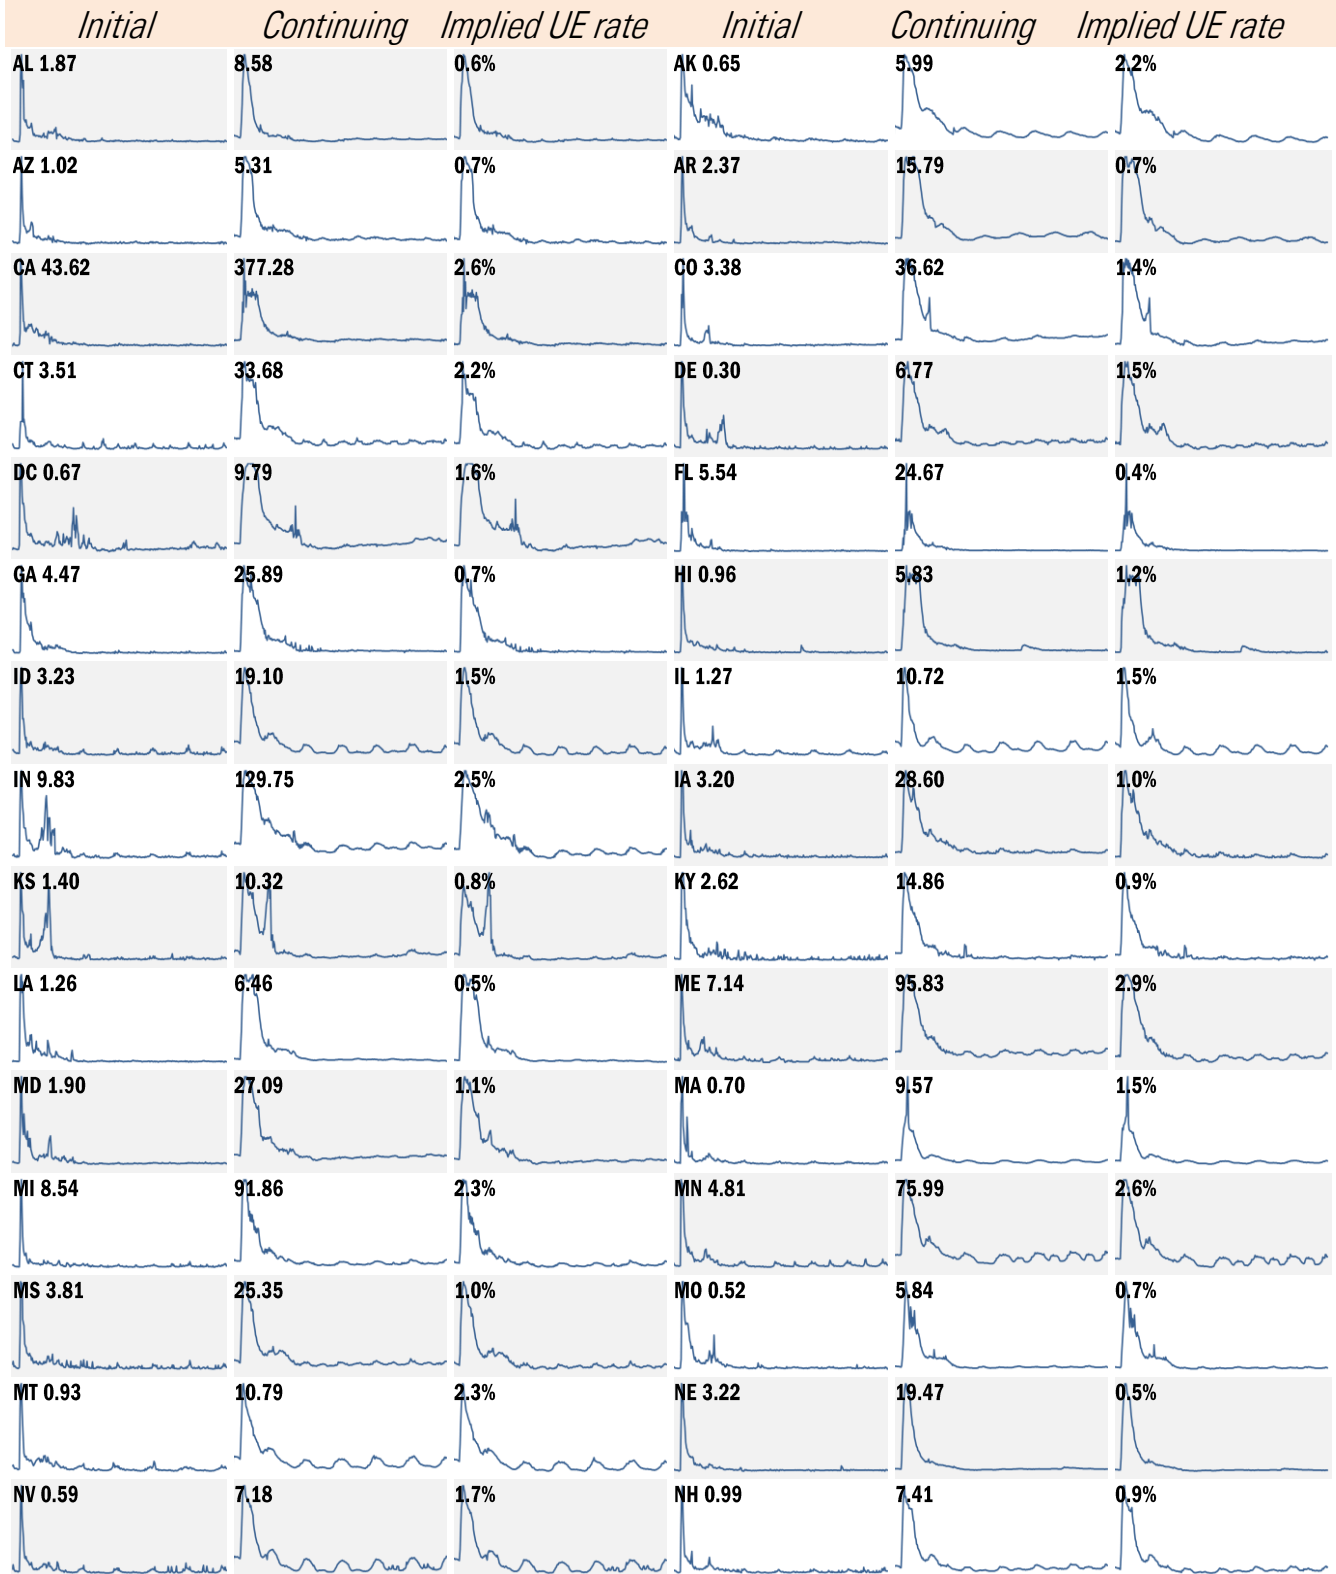 Initial Continuing Implied UE rate Initial Continuing Implied UE rate
AL 1.87 8.58 0.6% AK 0.65 5.99 2.2%
AZ 1.02 5.31 0.7% AR 2.37 15.79 0.7%
CA 43.62 377.28 2.6% CO 3.38 36.62 1.4%
CT 3.51 33.68 2.2% DE 0.30 6.77 1.5%
DC 0.67 9.79 1.6% FL 5.54 24.67 0.4%
GA 4.47 25.89 0.7% HI 0.96 5.83 1.2%
ID 3.23 19.10 1.5% IL 1.27 10.72 1.5%
IN 9.83 129.75 2.5% IA 3.20 28.60 1.0%
KS 1.40 10.32 0.8% KY 2.62 14.86 0.9%
LA 1.26 6.46 0.5% ME 7.14 95.83 2.9%
MD 1.90 27.09 1.1% MA 0.70 9.57 1.5%
MI 8.54 91.86 2.3% MN 4.81 75.99 2.6%
MS 3.81 25.35 1.0% MO 0.52 5.84 0.7%
MT 0.93 10.79 2.3% NE 3.22 19.47 0.5%
NV 0.59 7.18 1.7% NH 0.99 7.41 0.9%